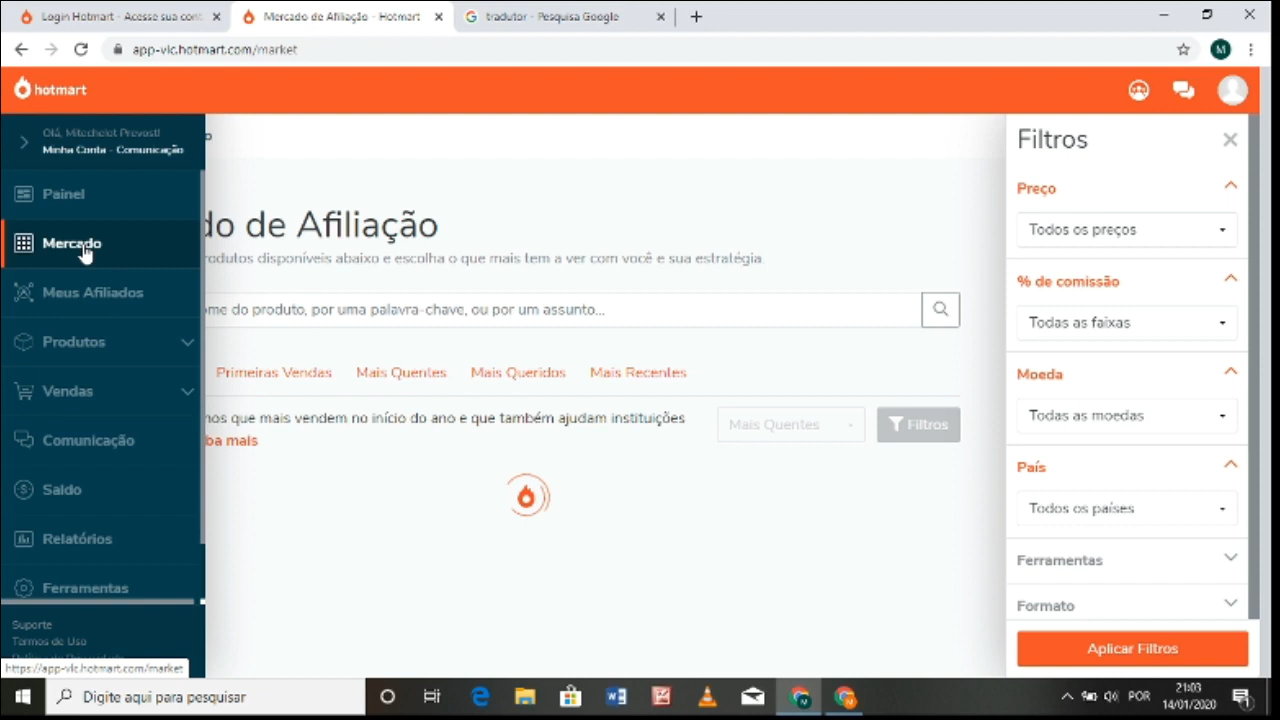 Login Hotmart - Acesse sua cont
Mercado de Afiliação - Hotmart
tradutor - Pesquisa Google
app-vlc.hotmart.com/market
M
hotmart
Olá, Mitechelot Prevost!
Minha Conta - Comunicação
Painel
Mercado
Meus Afiliados
Produtos
Vendas
Comunicação
Saldo
Relatórios
Ferramentas
Suporte
Termos de Uso
https://app-vlc.hotmart.com/market
o
do de Afiliação
rodutos disponíveis abaixo e escolha o que mais tem a ver com você e sua estratégia.
me do produto, por uma palavra-chave, ou por um assunto...
Primeiras Vendas Mais Quentes Mais Queridos Mais Recentes
hos que mais vendem no início do ano e que também ajudam instituições
ba mais
Mais Quentes
Filtros
Filtros
Preço
Todos os preços
% de comissão
Todas as faixas
Moeda
Todas as moedas
País
Todos os países
Ferramentas
Formato
Aplicar Filtros
Digite aqui para pesquisar
POR
21:03
14/01/2020
1